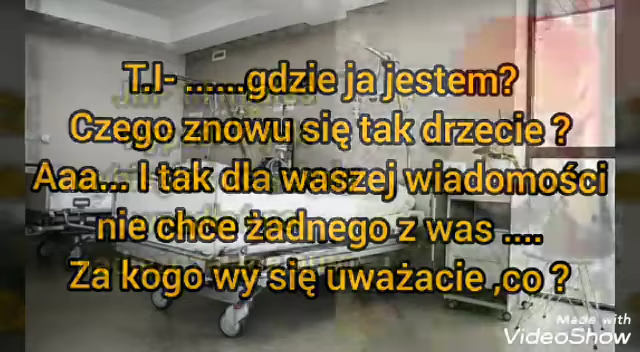 T.I- ......gdzie ja jestem?
Czego znowu się tak drzecie ?
Aaa... I tak dla waszej wiadomości
nie chce żadnego z was ....
Za kogo wy się uważacie ,co ?
Made with
VideoShow